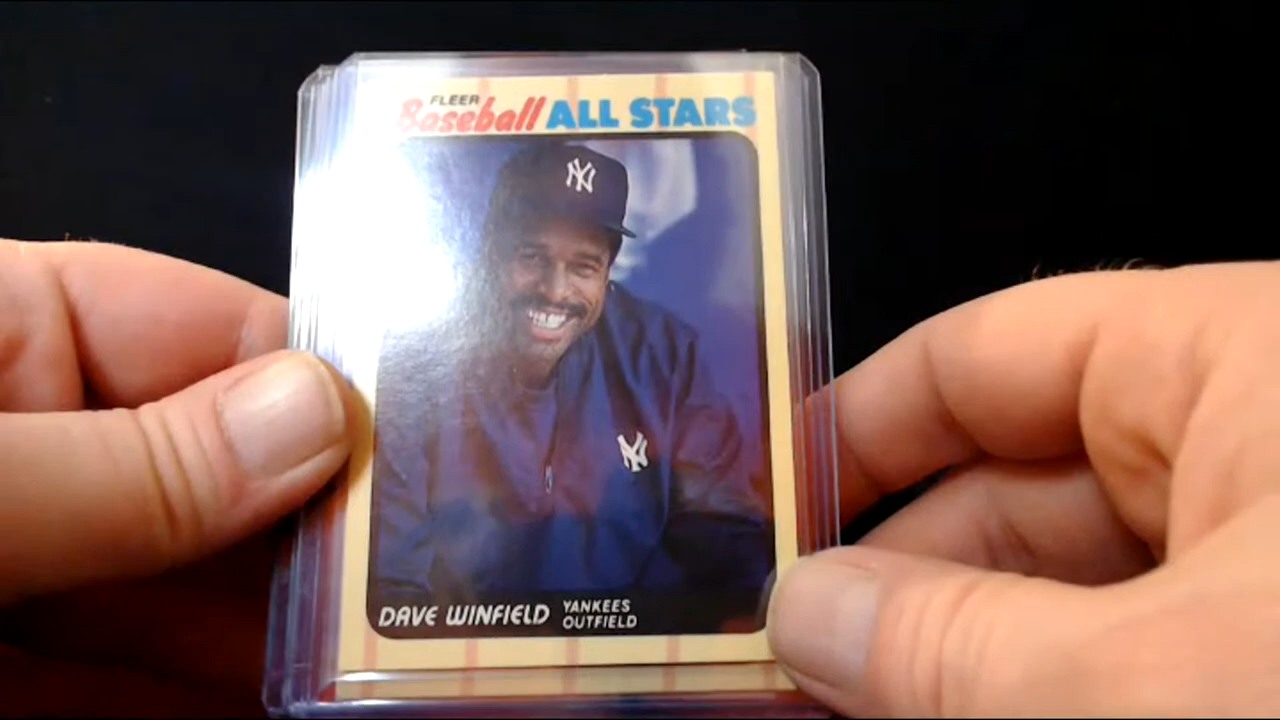 FLEER
Baseball ALL STARS
NY
NY
DAVE WINFIELD YANKEES
OUTFIELD